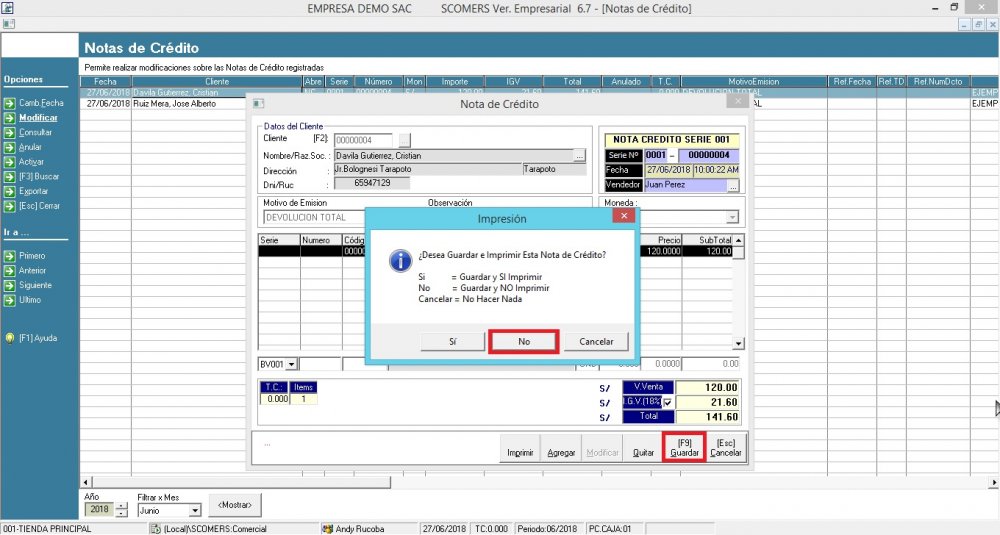 EMPRESA DEMO SAC SCOMERS Ver. Empresarial 6.7 - [Notas de Crédito]
Notas de Crédito
Permite realizar modificaciones sobre las Notas de Crédito registradas
Opciones
Camb.Fecha
Modificar
Consultar
Anular
Activar
[F3] Buscar
Exportar
[Esc] Cerrar
Ir a ...
Primero
Anterior
Siguiente
Ultimo
[F1] Ayuda
Fecha Cliente Abre Serie Número Mon Importe IGV Total Anulado T.C. MotivoEmision Ref.Fecha Ref.TD Ref.NumDcto
27/06/2018 Davila Gutierrez, Cristian EJEMP
27/06/2018 Ruiz Mera, Jose Alberto EJEMP
Nota de Crédito
Datos del Cliente
Cliente [F2]: 00000004 ...
Nombre/Raz.Soc. : Davila Gutierrez, Cristian ...
Dirección : Jr.Bolognesi Tarapoto Tarapoto
Dni/Ruc : 65947129
NOTA CREDITO SERIE 001
Serie Nº 0001 - 00000004
Fecha 27/06/2018 10:00:22 AM
Vendedor Juan Perez ...
Motivo de Emision Observación Moneda :
DEVOLUCION TOTAL
Serie Numero Códig Precio SubTotal
0000 120.0000 120.00
Impresión
¿Desea Guardar e Imprimir Esta Nota de Crédito?
Si = Guardar y SI Imprimir
No = Guardar y NO Imprimir
Cancelar = No Hacer Nada
Sí No Cancelar
BV001 0.0000 0.00
T.C.: Items
0.000 1
S/ V.Venta 120.00
S/ I.G.V.(18%) 21.60
S/ Total 141.60
...
Imprimir Agregar Modificar Quitar [F9] Guardar [Esc] Cancelar
Año Filtrar x Mes
2018 Junio <Mostrar>
001-TIENDA PRINCIPAL (Local)\SCOMERS:Comercial Andy Rucoba 27/06/2018 TC:0.000 Periodo:06/2018 PC.CAJA:01